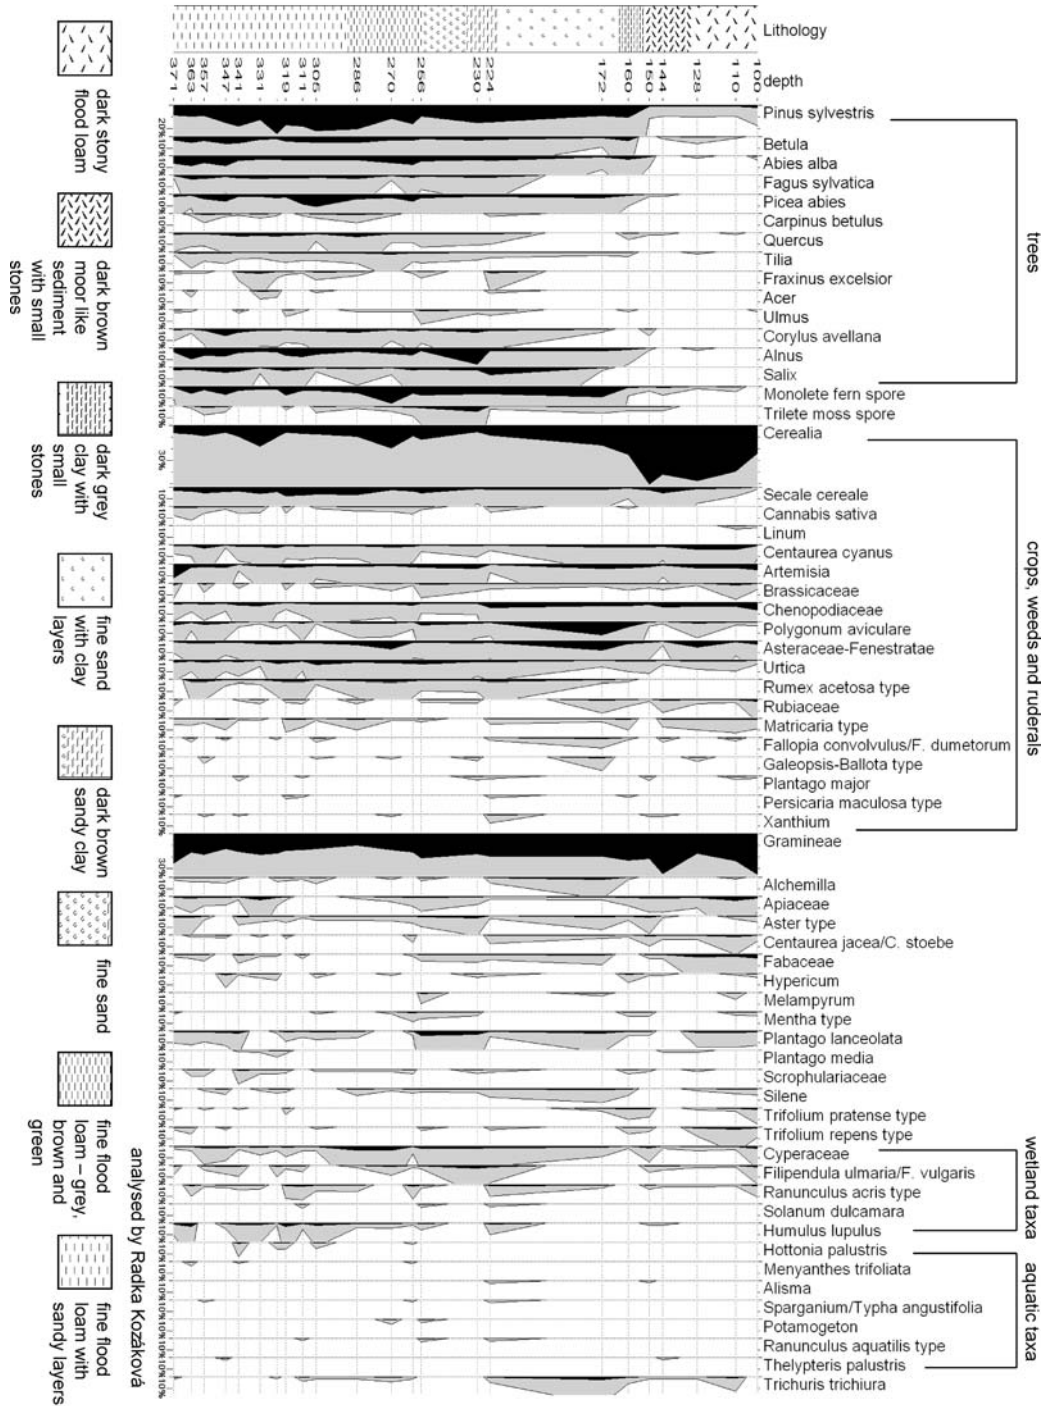 Lithology
depth
371
363
357
347
341
331
319
311
305
286
270
256
230
224
172
160
154
164
128
110
100
Pinus sylvestris
Betula
Abies alba
Fagus sylvatica
Picea abies
Carpinus betulus
Quercus
Tilia
Fraxinus excelsior
Acer
Ulmus
Corylus avellana
Alnus
Salix
Monolete fern spore
Trilete moss spore
Cerealia
Secale cereale
Cannabis sativa
Linum
Centaurea cyanus
Artemisia
Brassicaceae
Chenopodiaceae
Polygonum aviculare
Asteraceae-Fenestratae
Urtica
Rumex acetosa type
Rubiaceae
Matricaria type
Fallopia convolvulus/F. dumetorum
Galeopsis-Ballota type
Plantago major
Persicaria maculosa type
Xanthium
Gramineae
Alchemilla
Apiaceae
Aster type
Centaurea jacea/C. stoebe
Fabaceae
Hypericum
Melampyrum
Mentha type
Plantago lanceolata
Plantago media
Scrophulariaceae
Silene
Trifolium pratense type
Trifolium repens type
Cyperaceae
Filipendula ulmaria/F. vulgaris
Ranunculus acris type
Solanum dulcamara
Humulus lupulus
Hottonia palustris
Menyanthes trifoliata
Alisma
Sparganium/Typha angustifolia
Potamogeton
Ranunculus aquatilis type
Thelypteris palustris
Trichuris trichiura
trees
crops, weeds and ruderals
wetland taxa
aquatic taxa
20%
30%
10%
30%
10%
dark stony
flood loam
dark brown
moor like
sediment
with small
stones
dark grey
clay with
small
stones
fine sand
with clay
layers
dark brown
sandy clay
fine sand
fine flood
loam – grey,
brown and
green
fine flood
loam with
sandy layers
analysed by Radka Kozáková